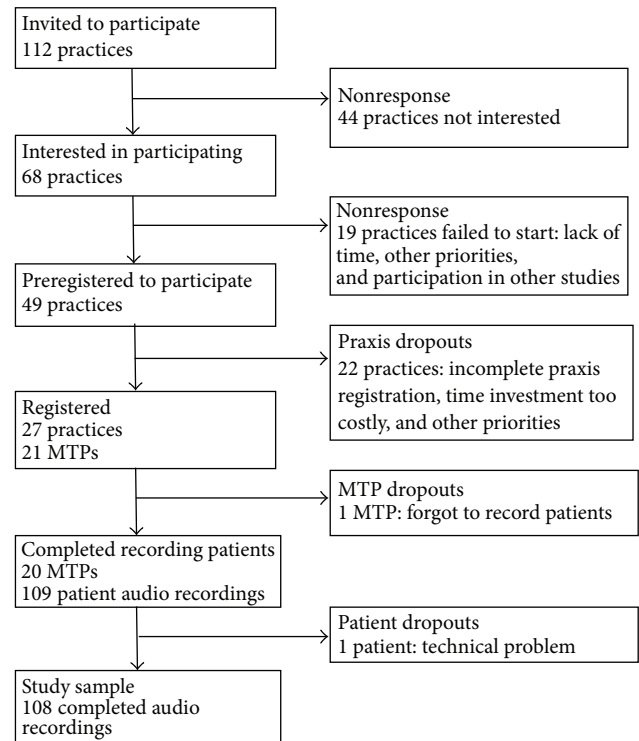 Invited to participate
112 practices
Nonresponse
44 practices not interested
Interested in participating
68 practices
Nonresponse
19 practices failed to start: lack of
time, other priorities,
and participation in other studies
Preregistered to participate
49 practices
Praxis dropouts
22 practices: incomplete praxis
registration, time investment too
costly, and other priorities
Registered
27 practices
21 MTPs
MTP dropouts
1 MTP: forgot to record patients
Completed recording patients
20 MTPs
109 patient audio recordings
Patient dropouts
1 patient: technical problem
Study sample
108 completed audio
recordings